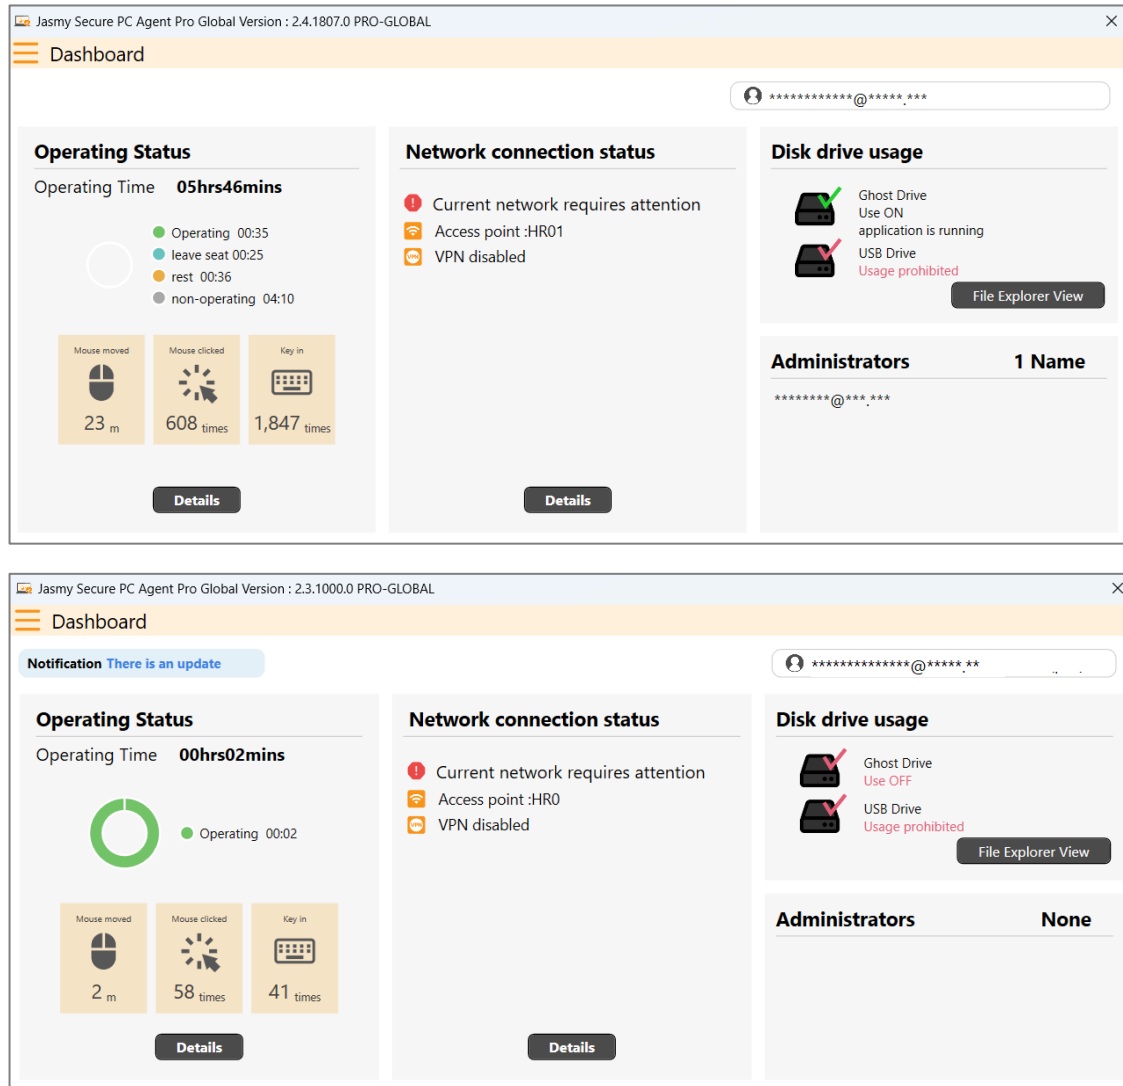 Jasmy Secure PC Agent Pro Global Version : 2.4.1807.0 PRO-GLOBAL
Dashboard
************@*****.***
Operating Status
Operating Time 05hrs46mins
Operating 00:35
leave seat 00:25
rest 00:36
non-operating 04:10
Mouse moved
23 m
Mouse clicked
608 times
Key in
1,847 times
Details
Network connection status
Current network requires attention
Access point :HR01
VPN
VPN disabled
Details
Disk drive usage
Ghost Drive
Use ON
application is running
USB Drive
Usage prohibited
File Explorer View
Administrators 1 Name
********@***.***
Jasmy Secure PC Agent Pro Global Version : 2.3.1000.0 PRO-GLOBAL
Dashboard
Notification There is an update
**************@*****.**
Operating Status
Operating Time 00hrs02mins
Operating 00:02
Mouse moved
2 m
Mouse clicked
58 times
Key in
41 times
Details
Network connection status
Current network requires attention
Access point :HR0
VPN
VPN disabled
Details
Disk drive usage
Ghost Drive
Use OFF
USB Drive
Usage prohibited
File Explorer View
Administrators None